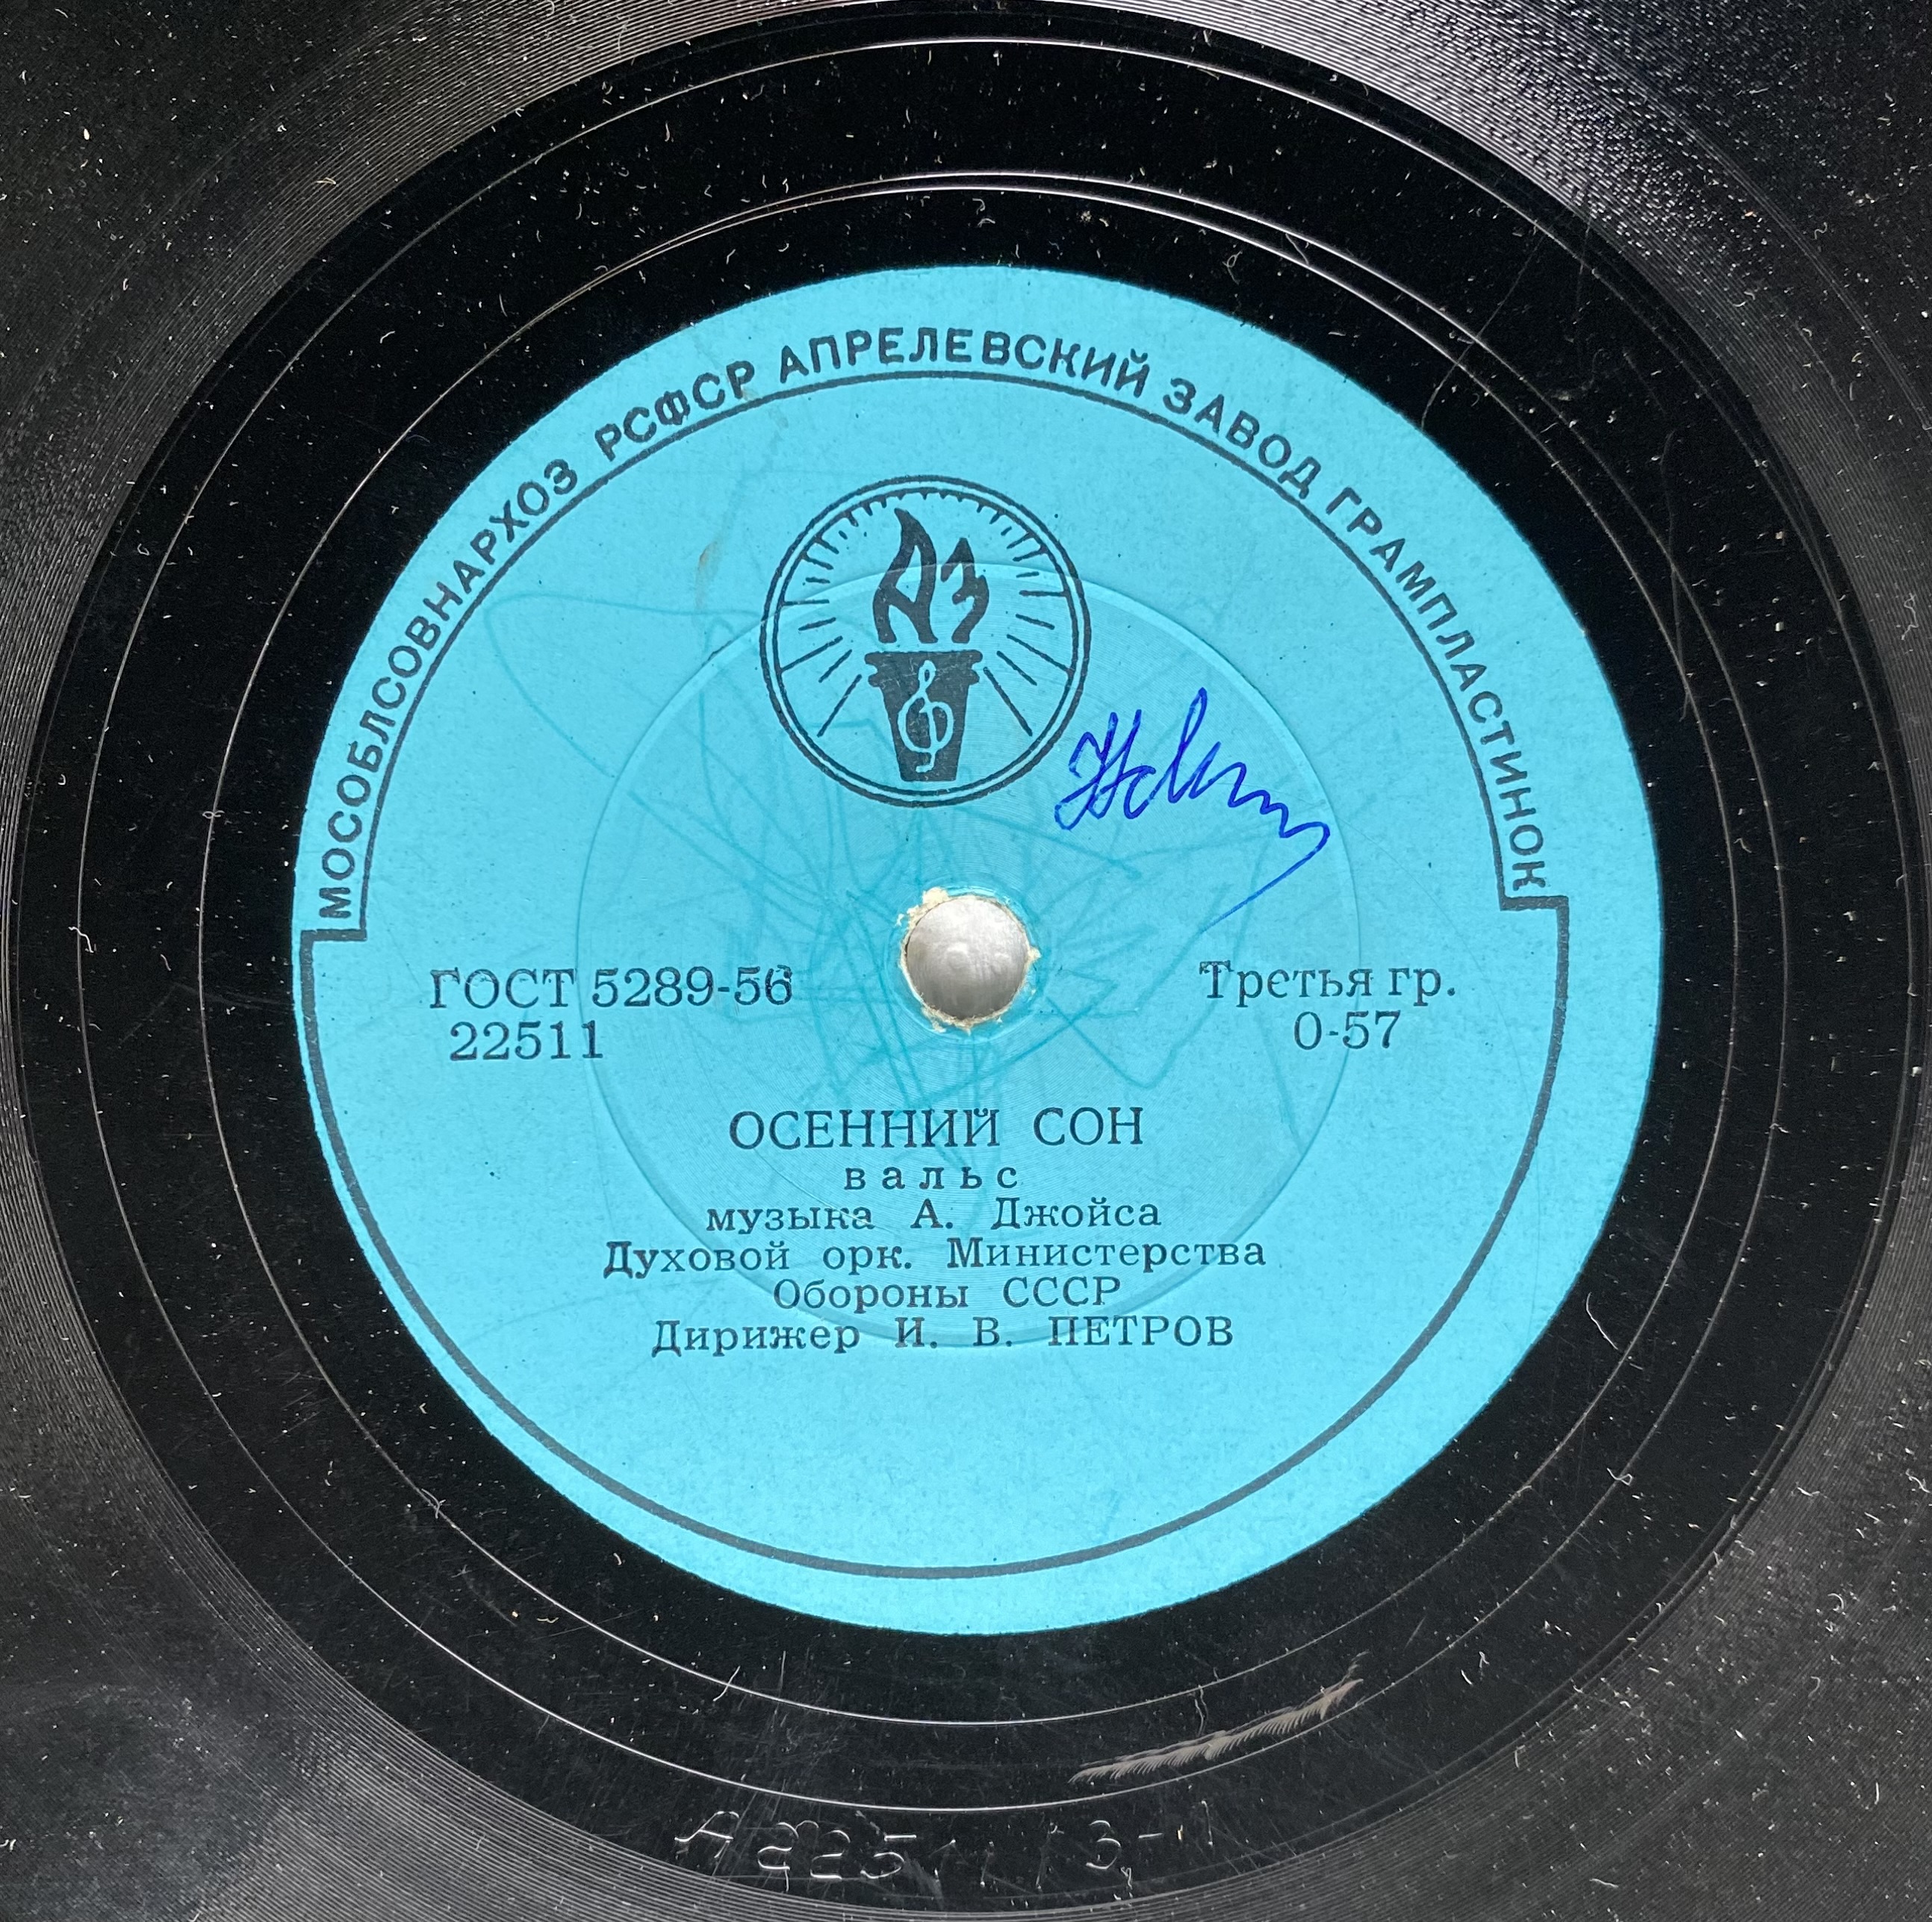 МОСОБЛСОВНАРХОЗ РСФСР АПРЕЛЕВСКИЙ ЗАВОД ГРАМПЛАСТИНОК
ГОСТ 5289-56
22511
Третья гр.
0-57
ОСЕННИЙ СОН
вальс
музыка А. Джойса
Духовой орк. Министерства
Обороны СССР
Дирижер И. В. ПЕТРОВ